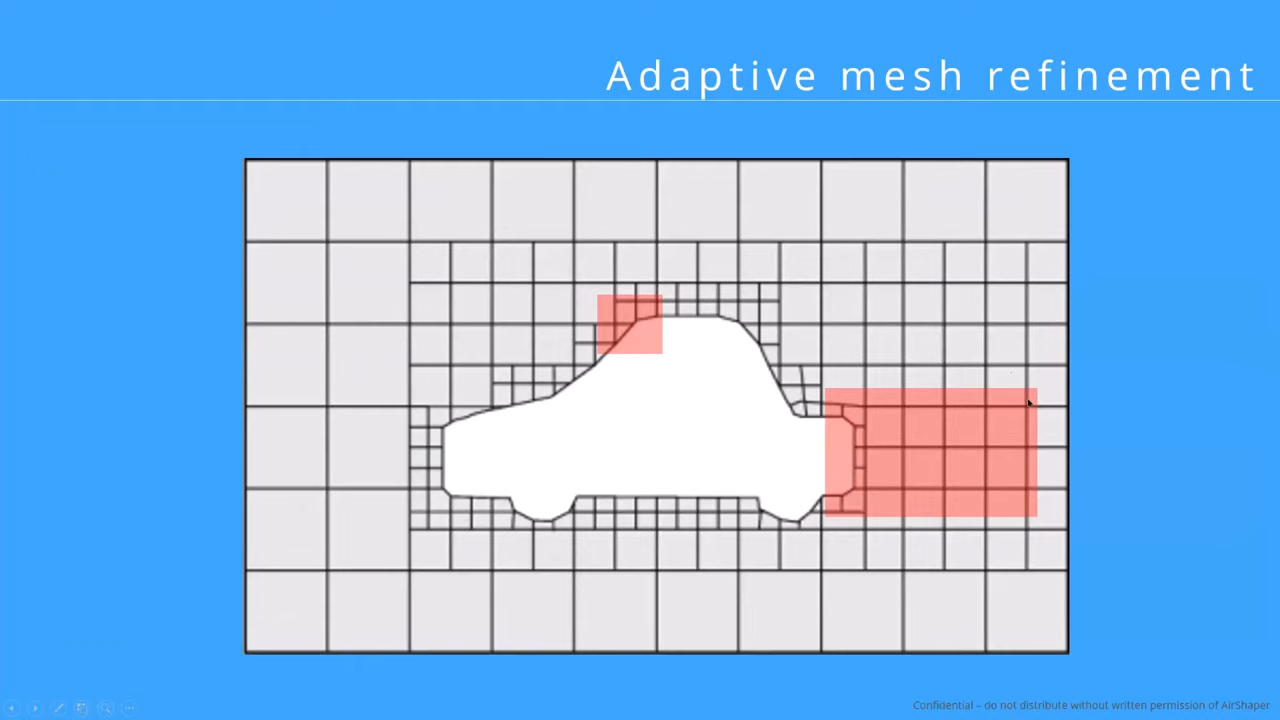 Adaptive mesh refinement
Confidential – do not distribute without written permission of AirShaper